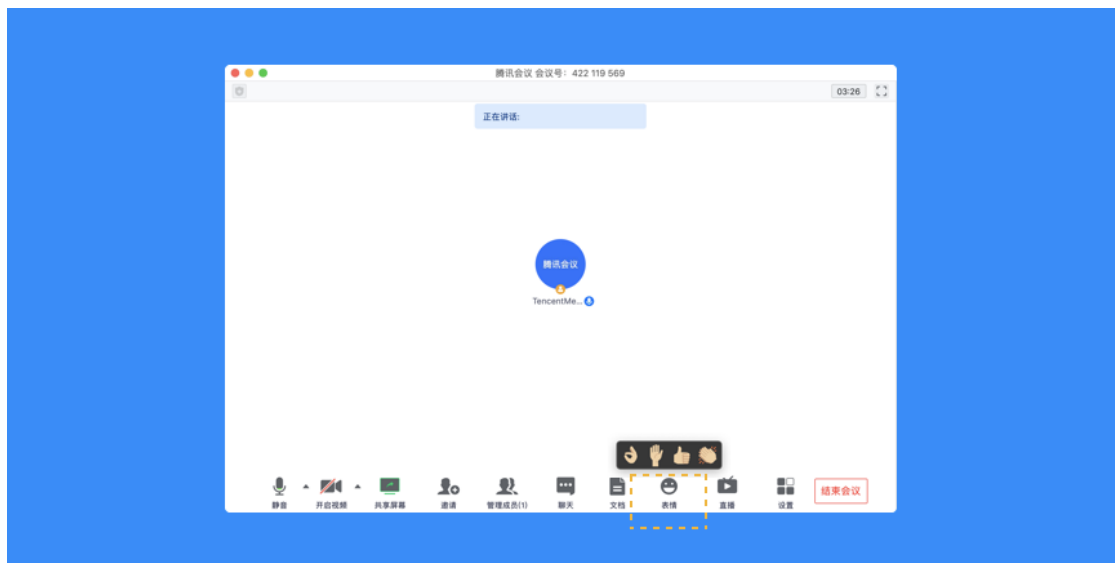 腾讯会议 会议号: 422 119 569
03:26
正在讲话:
腾讯会议
TencentMe...
静音
开启视频
共享屏幕
邀请
管理成员(1)
聊天
文档
表情
直播
设置
结束会议